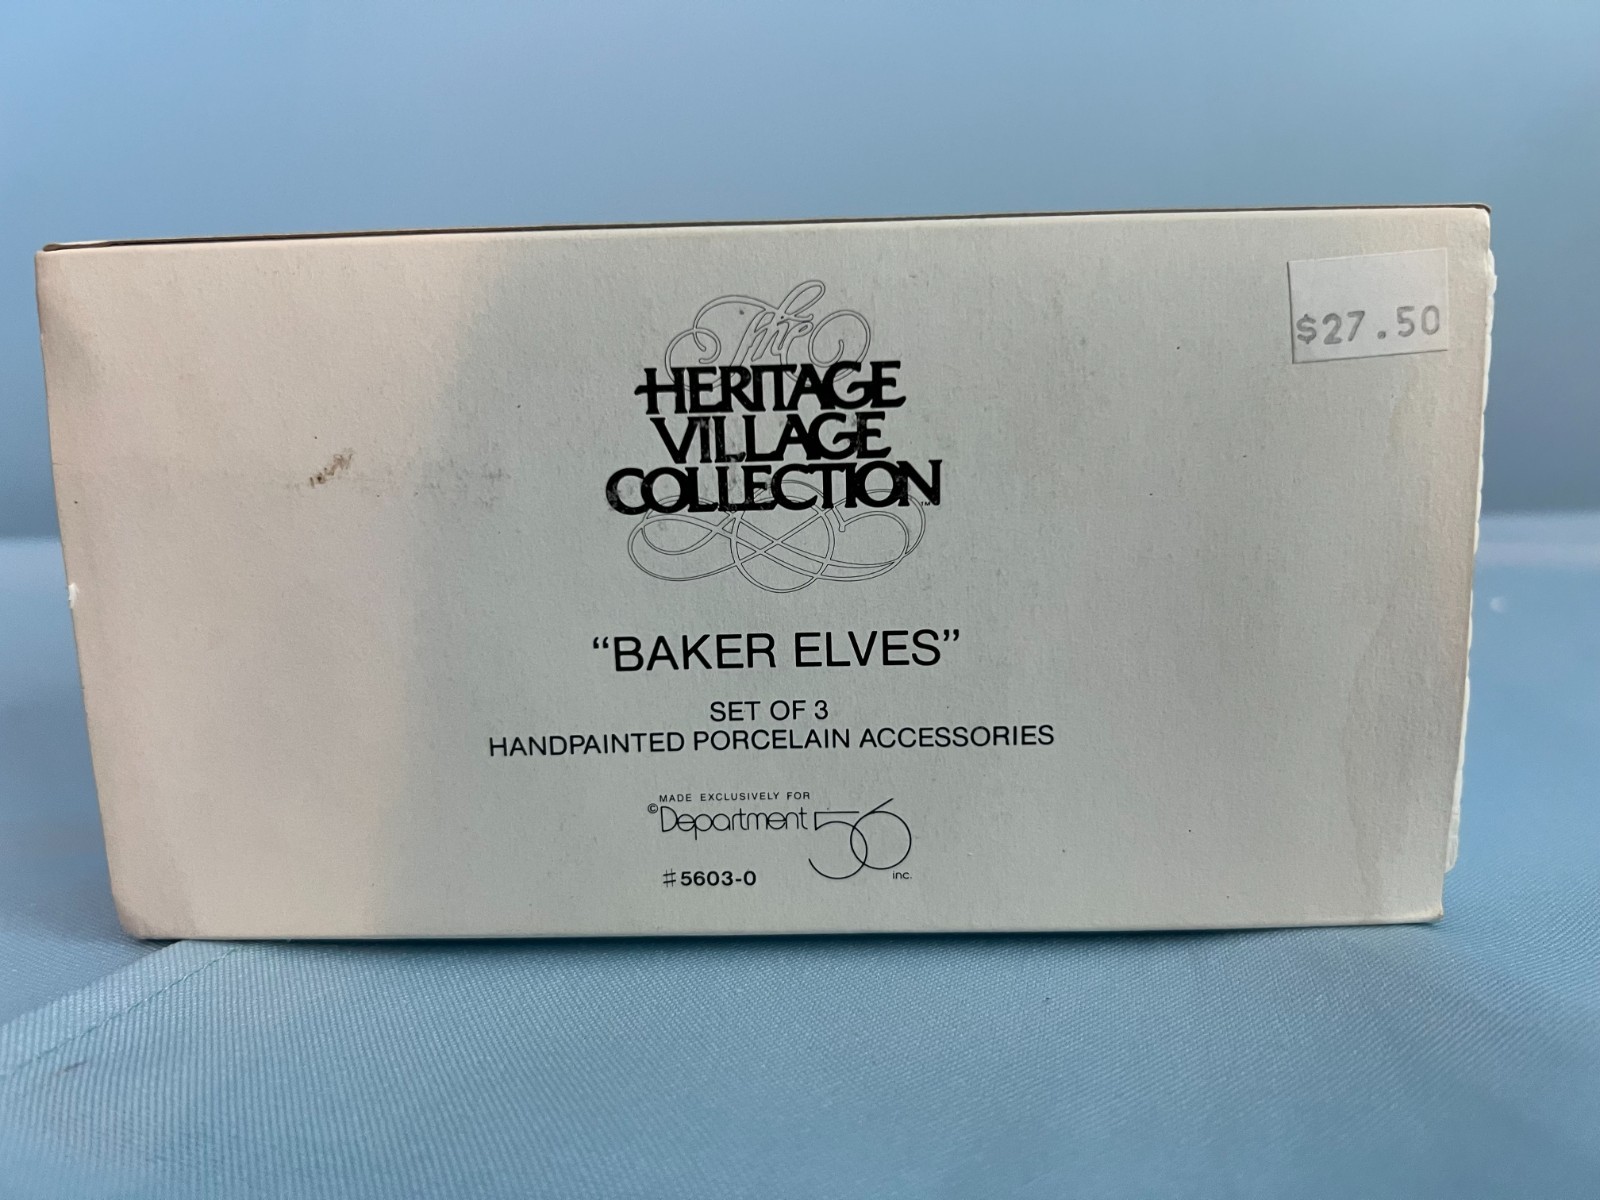 The
HERITAGE
VILLAGE
COLLECTION™
$27.50
“BAKER ELVES”
SET OF 3
HANDPAINTED PORCELAIN ACCESSORIES
MADE EXCLUSIVELY FOR
©Department 56 inc.
#5603-0